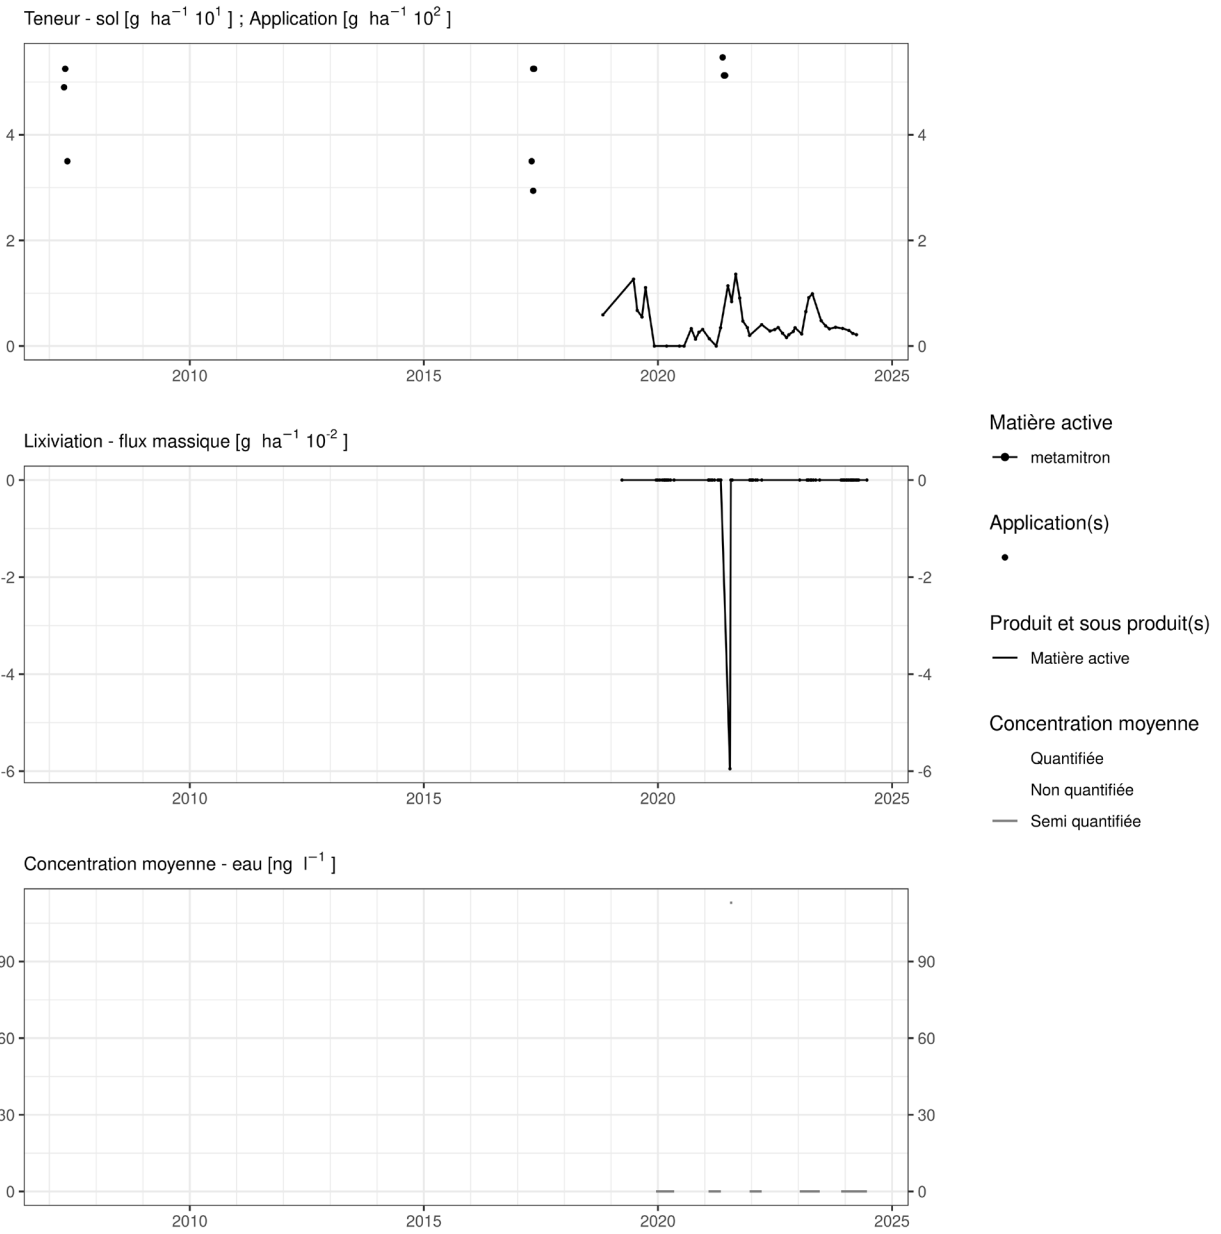 Teneur - sol [g ha−1 101 ] ; Application [g ha−1 102 ]
4
4
2
2
0
0
2010
2015
2020
2025
Lixiviation - flux massique [g ha−1 10-2 ]
0
0
-2
-2
-4
-4
-6
-6
2010
2015
2020
2025
Matière active
metamitron
Application(s)
Produit et sous produit(s)
Matière active
Concentration moyenne
Quantifiée
Non quantifiée
Semi quantifiée
Concentration moyenne - eau [ng l−1 ]
90
90
60
60
30
30
0
0
2010
2015
2020
2025